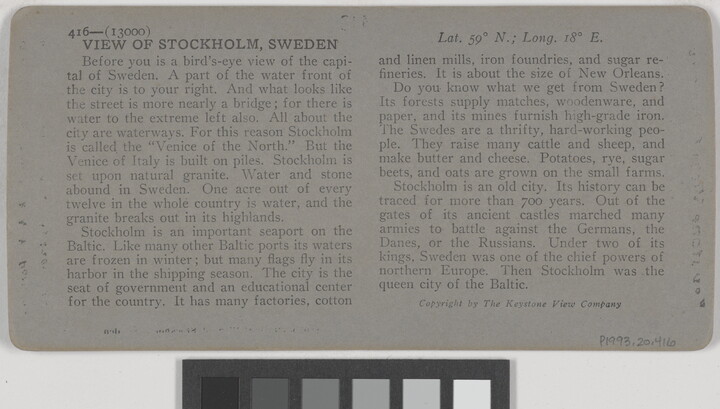 416—(13000)
VIEW OF STOCKHOLM, SWEDEN
Before you is a bird's-eye view of the capi-
tal of Sweden. A part of the water front of
the city is to your right. And what looks like
the street is more nearly a bridge; for there is
water to the extreme left also. All about the
city are waterways. For this reason Stockholm
is called the "Venice of the North." But the
Venice of Italy is built on piles. Stockholm is
set upon natural granite. Water and stone
abound in Sweden. One acre out of every
twelve in the whole country is water, and the
granite breaks out in its highlands.
Stockholm is an important seaport on the
Baltic. Like many other Baltic ports its waters
are frozen in winter; but many flags fly in its
harbor in the shipping season. The city is the
seat of government and an educational center
for the country. It has many factories, cotton
Lat. 59° N.; Long. 18° E.
and linen mills, iron foundries, and sugar re-
fineries. It is about the size of New Orleans.
Do you know what we get from Sweden?
Its forests supply matches, woodenware, and
paper, and its mines furnish high-grade iron.
The Swedes are a thrifty, hard-working peo-
ple. They raise many cattle and sheep, and
make butter and cheese. Potatoes, rye, sugar
beets, and oats are grown on the small farms.
Stockholm is an old city. Its history can be
traced for more than 700 years. Out of the
gates of its ancient castles marched many
armies to battle against the Germans, the
Danes, or the Russians. Under two of its
kings, Sweden was one of the chief powers of
northern Europe. Then Stockholm was the
queen city of the Baltic.
Copyright by The Keystone View Company
P1993.20.416